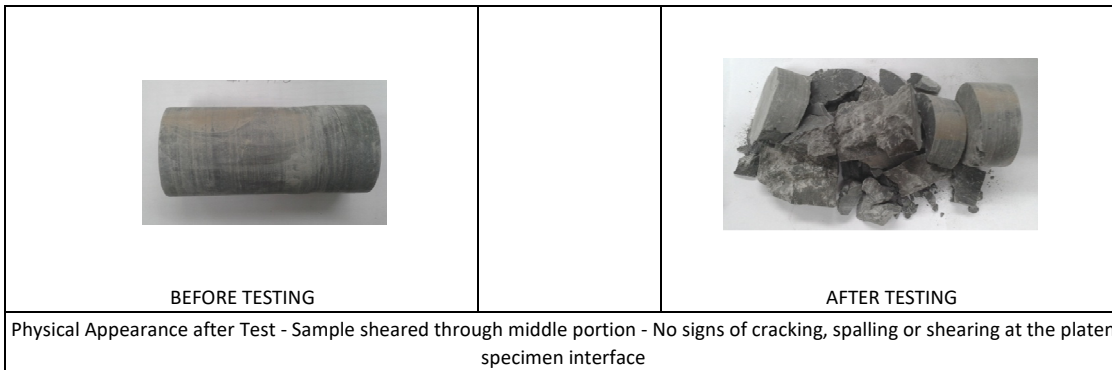 BEFORE TESTING
AFTER TESTING
Physical Appearance after Test - Sample sheared through middle portion - No signs of cracking, spalling or shearing at the platen
specimen interface